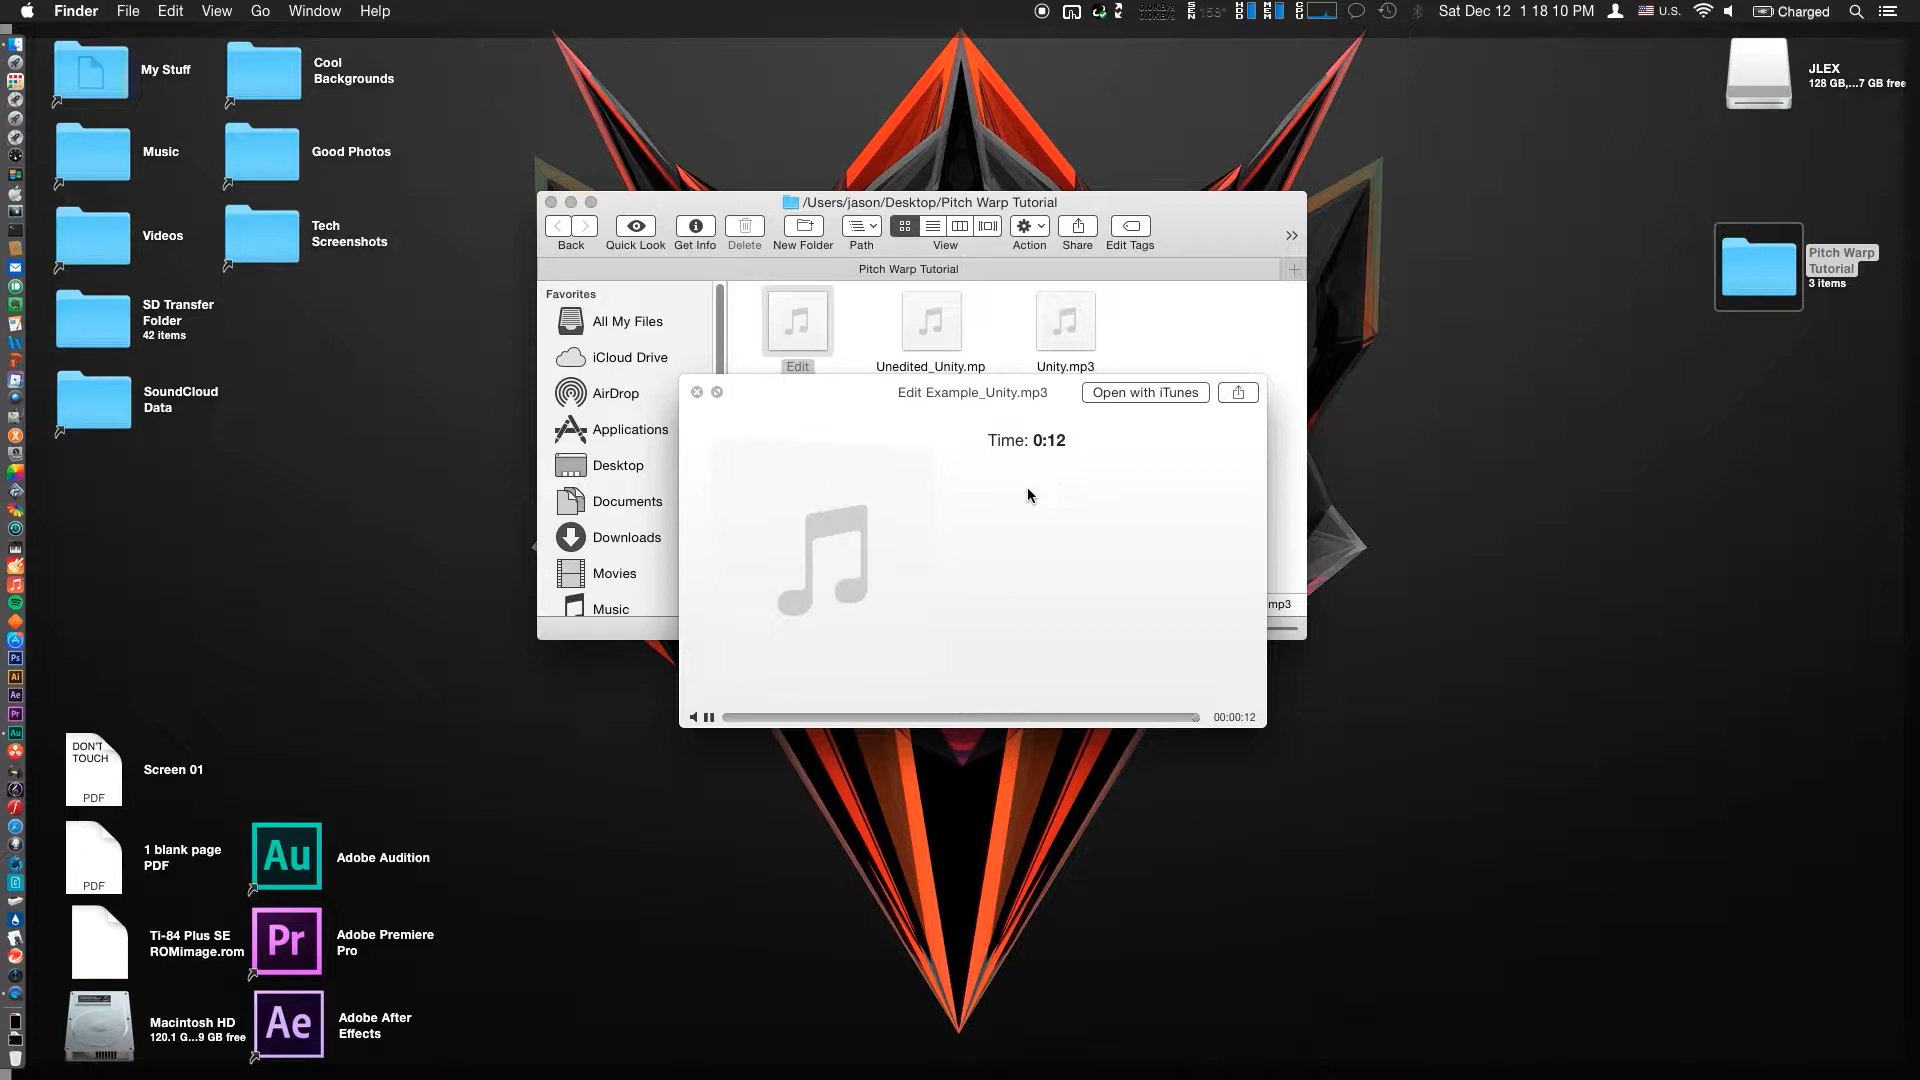 Finder File Edit View Go Window Help
Sat Dec 12 1 18 10 PM U.S. Charged
My Stuff
Cool
Backgrounds
Music
Good Photos
Videos
Tech
Screenshots
SD Transfer
Folder
42 items
SoundCloud
Data
JLEX
128 GB,...7 GB free
Pitch Warp
Tutorial
3 items
/Users/jason/Desktop/Pitch Warp Tutorial
Back Quick Look Get Info Delete New Folder Path View Action Share Edit Tags
Pitch Warp Tutorial
Favorites
All My Files
iCloud Drive
AirDrop
Applications
Desktop
Documents
Downloads
Movies
Music
Edit
Unedited_Unity.mp
Unity.mp3
Edit Example_Unity.mp3
Open with iTunes
Time: 0:12
00:00:12
mp3
DON'T
TOUCH
PDF
Screen 01
PDF
1 blank page
PDF
Au
Adobe Audition
Ti-84 Plus SE
ROMimage.rom
Pr
Adobe Premiere
Pro
Macintosh HD
120.1 G...9 GB free
Ae
Adobe After
Effects
Ps
Ai
Ae
Pr
Au